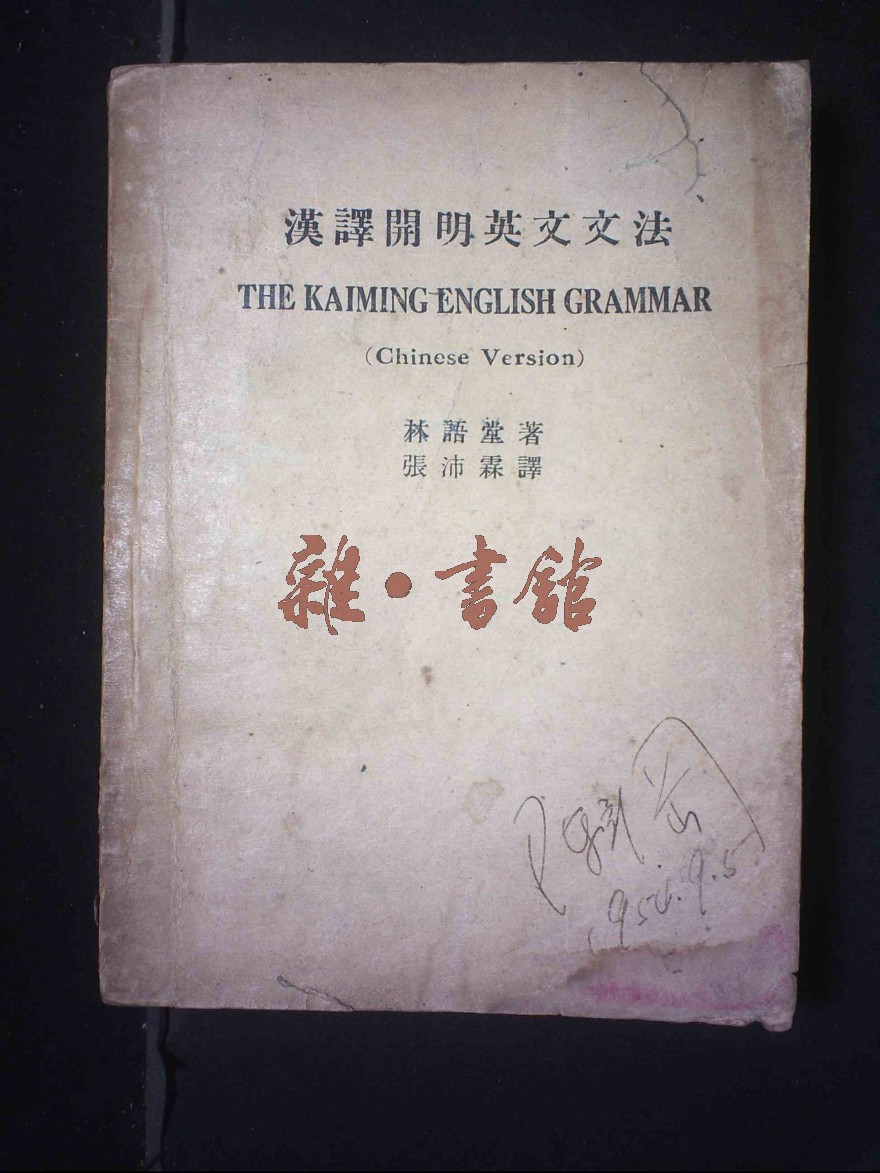 漢譯開明英文文法
THE KAIMING ENGLISH GRAMMAR
(Chinese Version)
林語堂著
張沛霖譯
雜·書館